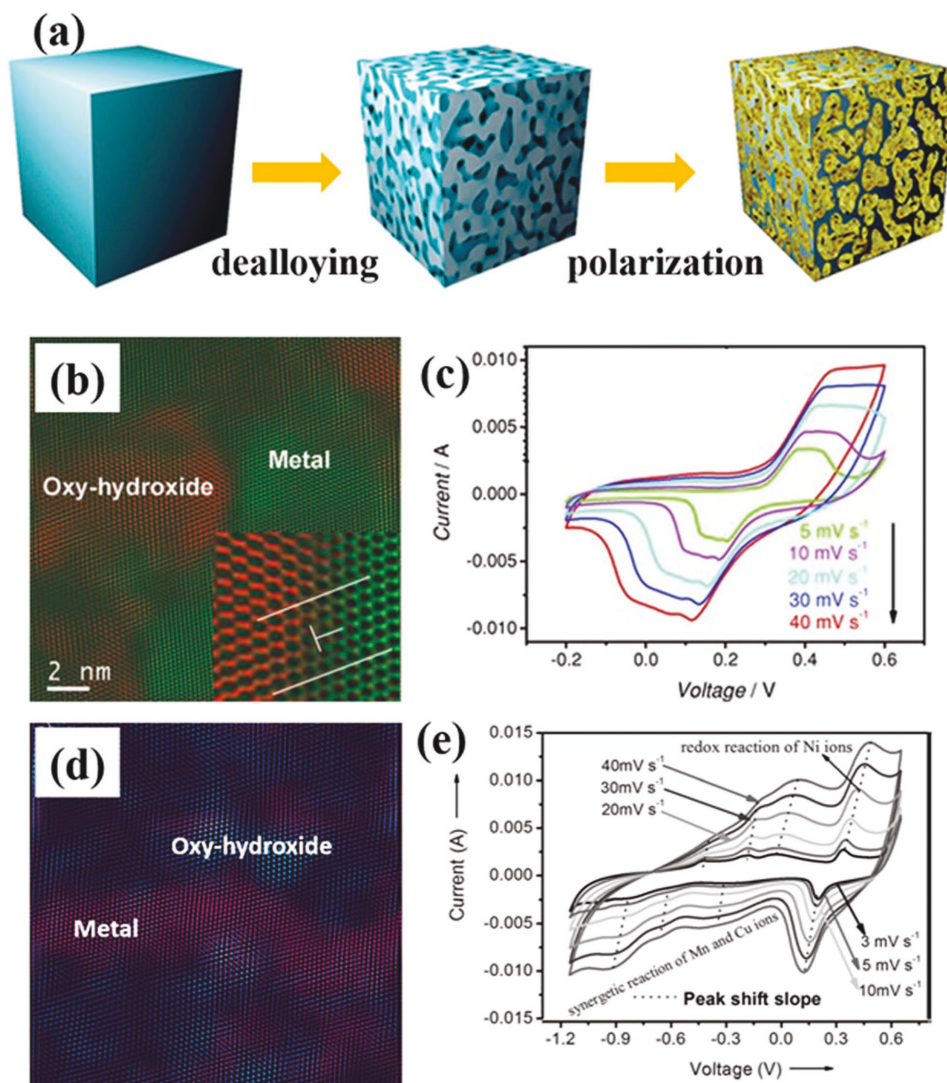 (a)
dealloying
polarization
(b)
Metal
Oxy-hydroxide
2 nm
(c)
0.010
0.005
0.000
-0.005
-0.010
Current / A
5 mV s⁻¹
10 mV s⁻¹
20 mV s⁻¹
30 mV s⁻¹
40 mV s⁻¹
-0.2
0.0
0.2
0.4
0.6
Voltage / V
(d)
Oxy-hydroxide
Metal
(e)
0.015
0.010
0.005
0.000
-0.005
-0.010
-0.015
Current (A)
redox reaction of Ni ions
40mV s⁻¹
30mV s⁻¹
20mV s⁻¹
3 mV s⁻¹
5 mV s⁻¹
10mV s⁻¹
synergetic reaction of Mn and Cu ions
Peak shift slope
-1.2
-0.9
-0.6
-0.3
0.0
0.3
0.6
Voltage (V)